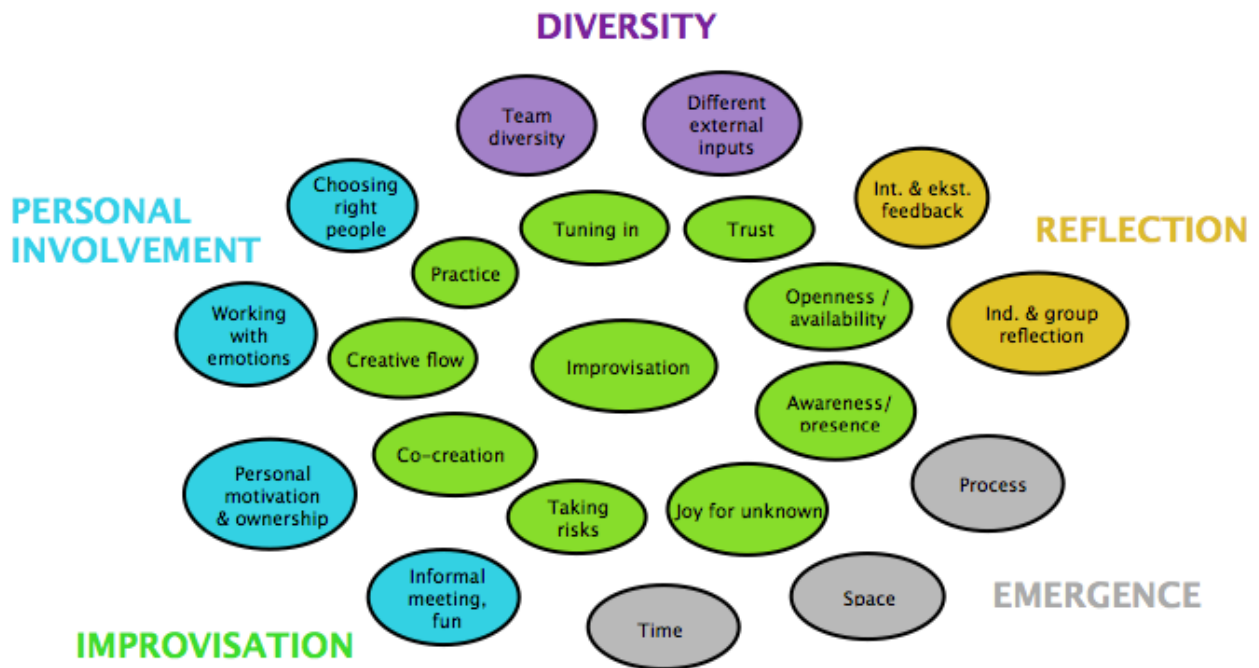 DIVERSITY
Team
diversity
Different
external
inputs
Choosing
right
people
Int. & ekst.
feedback
PERSONAL
INVOLVEMENT
REFLECTION
Tuning in
Trust
Practice
Openness /
availability
Working
with
emotions
Ind. & group
reflection
Creative flow
Improvisation
Awareness/
presence
Co-creation
Personal
motivation
& ownership
Process
Taking
risks
Joy for unknown
Informal
meeting,
fun
Space
EMERGENCE
Time
IMPROVISATION